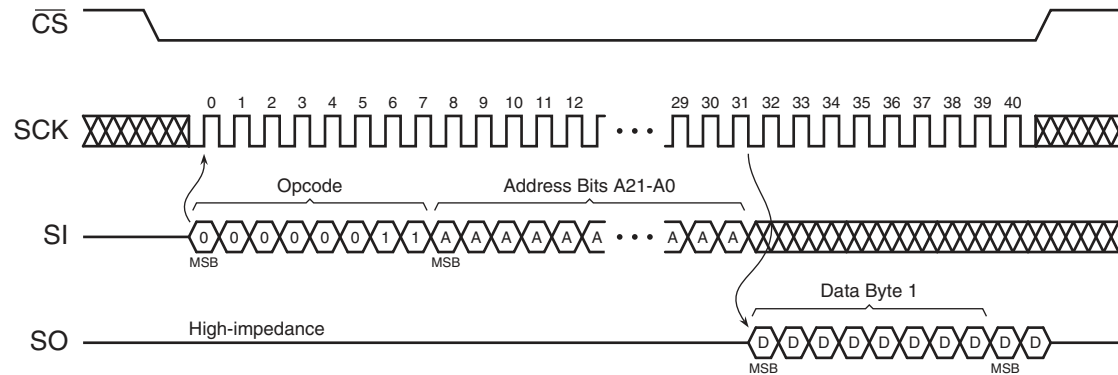 CS
0 1 2 3 4 5 6 7 8 9 10 11 12 29 30 31 32 33 34 35 36 37 38 39 40
SCK • • •
Opcode Address Bits A21-A0
SI 0 0 0 0 0 0 1 1 A A A A A A • • • A A A
MSB MSB
Data Byte 1
High-impedance
SO D D D D D D D D D D
MSB MSB